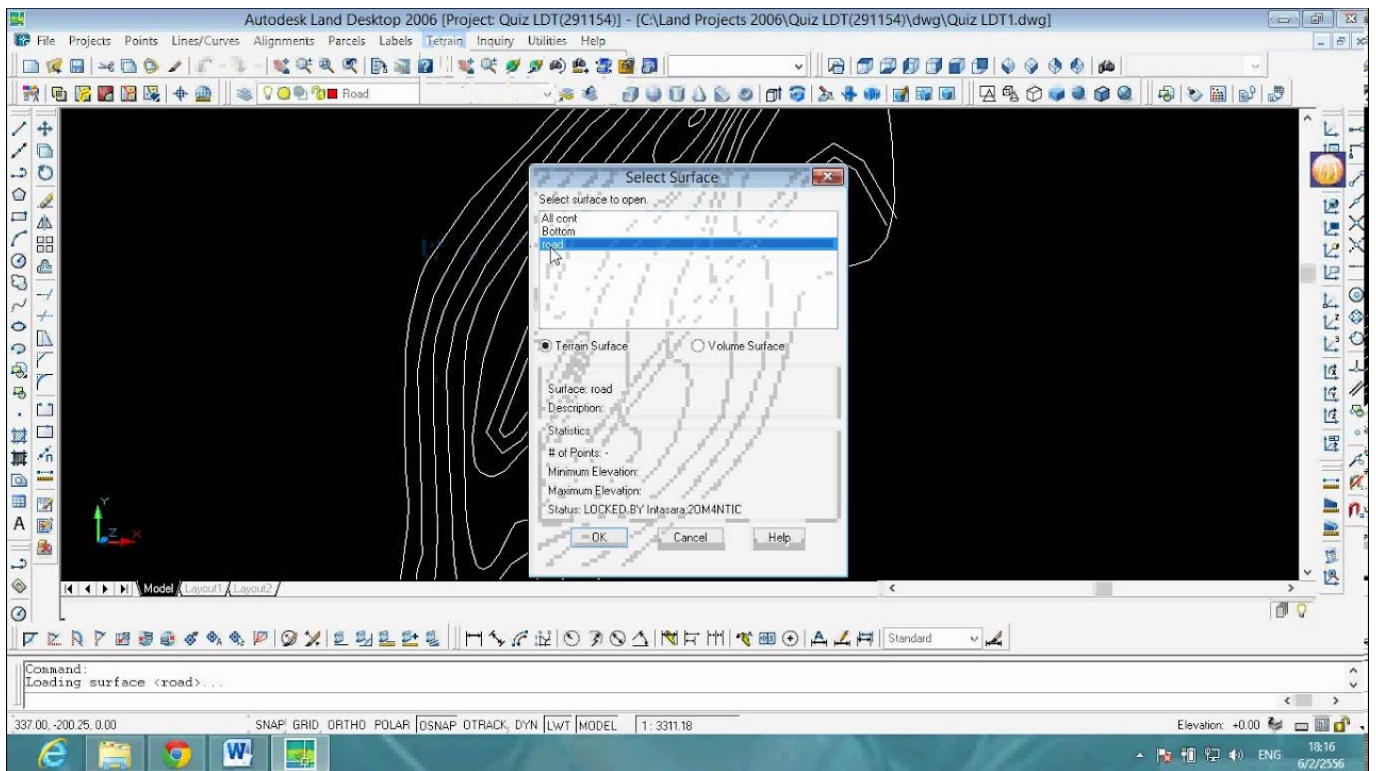 Autodesk Land Desktop 2006 [Project: Quiz LDT(291154)] - [C:\Land Projects 2006\Quiz LDT(291154)\dwg\Quiz LDT1.dwg]
File Projects Points Lines/Curves Alignments Parcels Labels Terrain Inquiry Utilities Help
Road
Select Surface
Select surface to open.
All cont
Bottom
road
Terrain Surface Volume Surface
Surface: road
Description:
Statistics
# of Points: -
Minimum Elevation:
Maximum Elevation:
Status: LOCKED BY Intasara;20M4NTIC
OK Cancel Help
Y
Z X
Model Layout1 Layout2
Standard
Command:
Loading surface <road>...
337.00, -200.25, 0.00 SNAP GRID ORTHO POLAR OSNAP OTRACK DYN LWT MODEL 1: 3311.18 Elevation: +0.00
ENG 18:16
6/2/2556